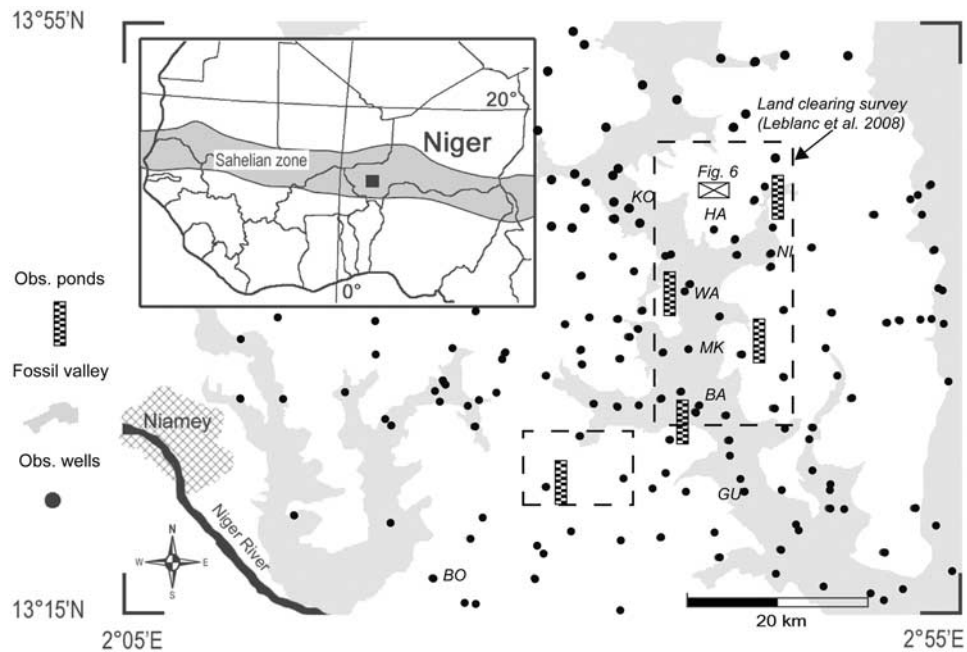 13°55'N
20°
Niger
Sahelian zone
0°
Land clearing survey
(Leblanc et al. 2008)
Fig. 6
KO
HA
NI
WA
MK
BA
GU
BO
Obs. ponds
Fossil valley
Obs. wells
Niamey
Niger River
N
W
E
S
13°15'N
2°05'E
20 km
2°55'E